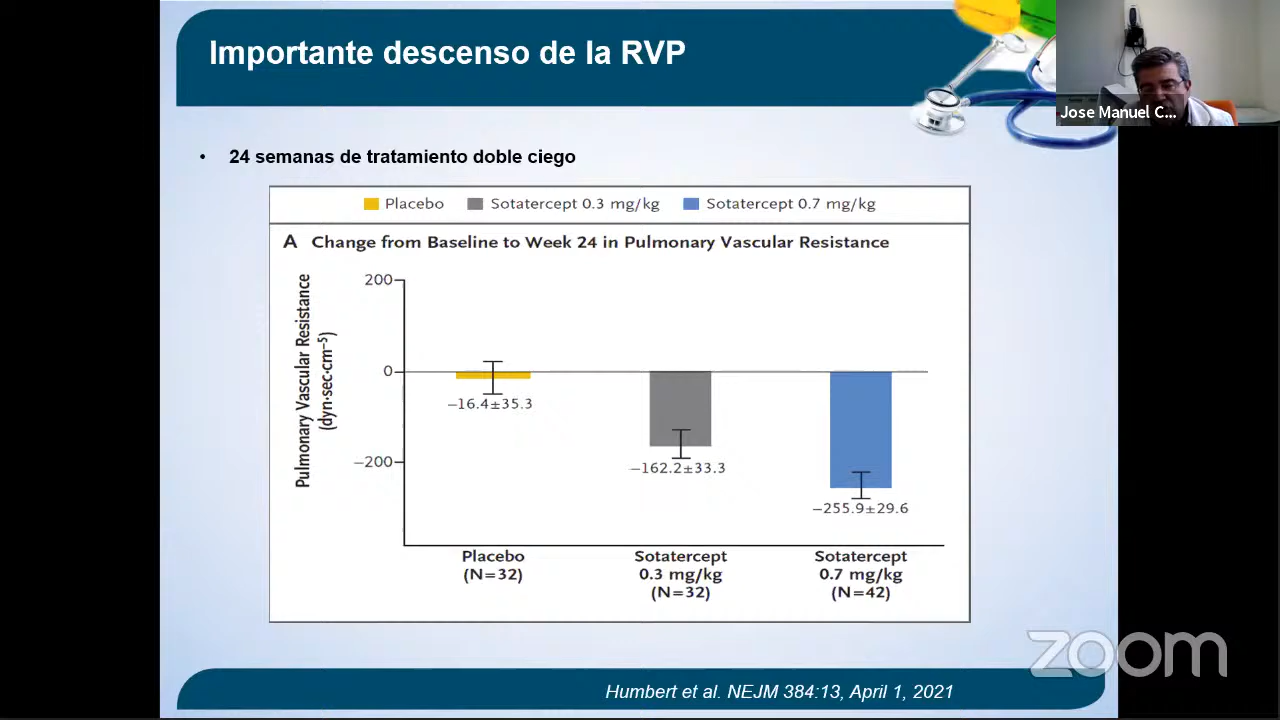 Importante descenso de la RVP
Jose Manuel C...
• 24 semanas de tratamiento doble ciego
Placebo Sotatercept 0.3 mg/kg Sotatercept 0.7 mg/kg
A Change from Baseline to Week 24 in Pulmonary Vascular Resistance
Pulmonary Vascular Resistance
(dyn·sec·cm⁻⁵)
200
0
−200
−16.4±35.3
−162.2±33.3
−255.9±29.6
Placebo
(N=32)
Sotatercept
0.3 mg/kg
(N=32)
Sotatercept
0.7 mg/kg
(N=42)
zoom
Humbert et al. NEJM 384:13, April 1, 2021